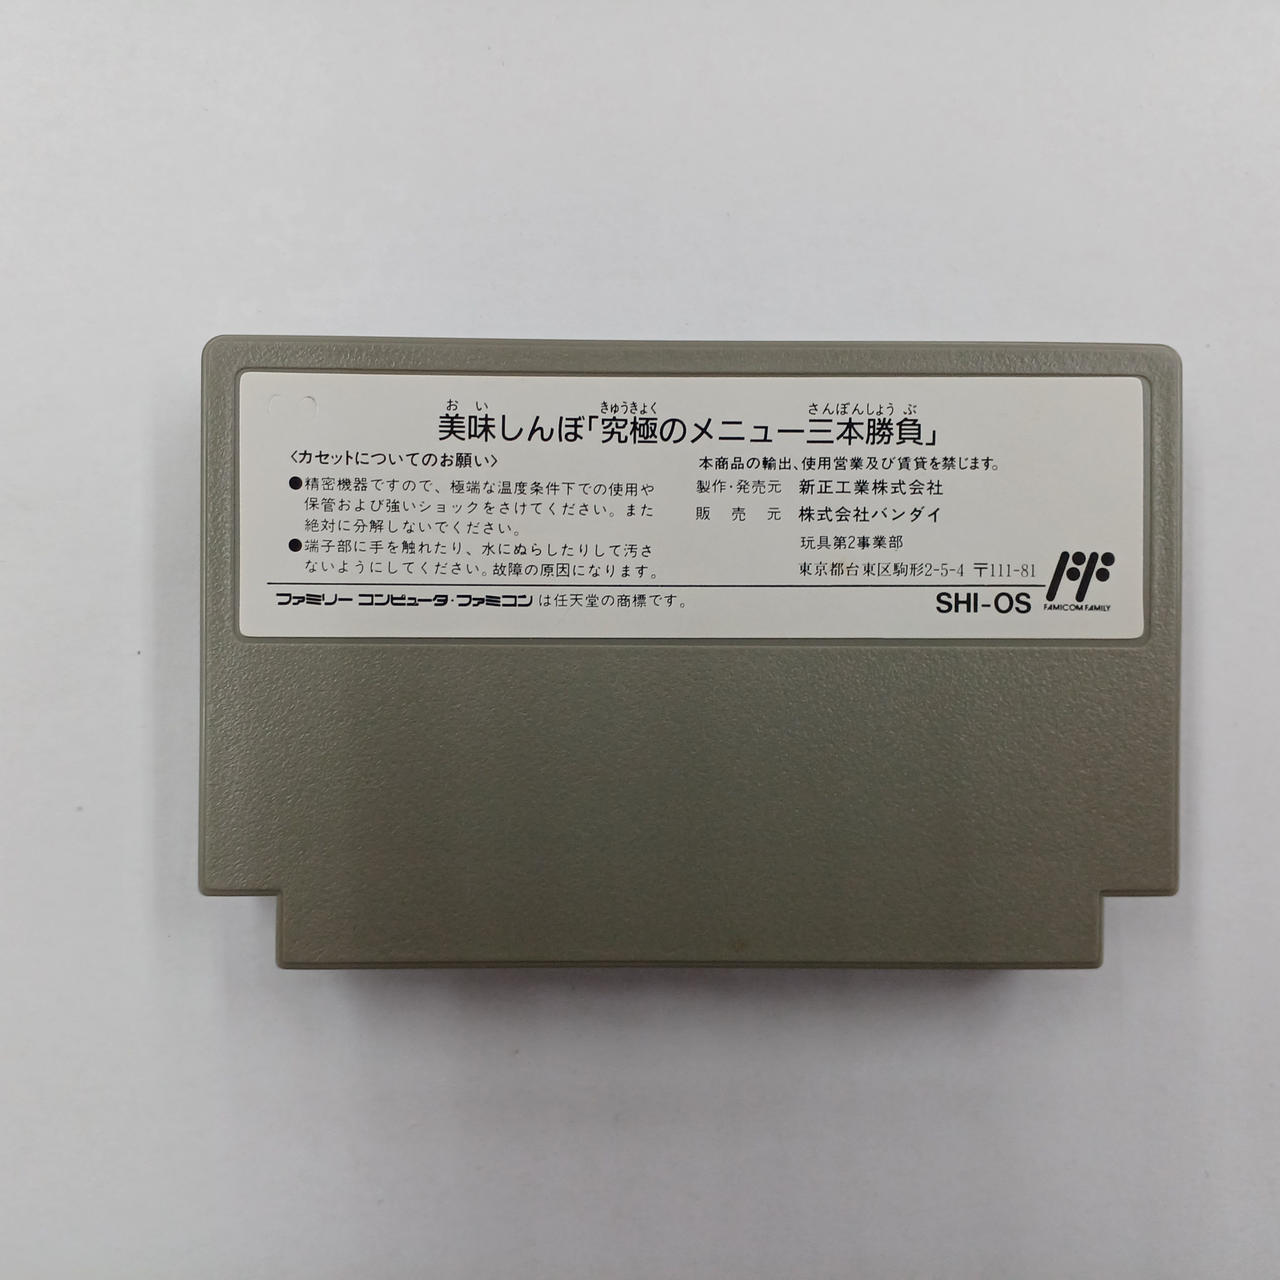 おい きゅうきょく さんぼんしょうぶ
美味しんぼ「究極のメニュー三本勝負」
〈カセットについてのお願い〉
●精密機器ですので、極端な温度条件下での使用や
保管および強いショックをさけてください。また
絶対に分解しないでください。
●端子部に手を触れたり、水にぬらしたりして汚さ
ないようにしてください。故障の原因になります。
本商品の輸出、使用営業及び賃貸を禁じます。
製作・発売元 新正工業株式会社
販売元 株式会社バンダイ
玩具第2事業部
東京都台東区駒形2-5-4 〒111-81
ファミリーコンピュータ・ファミコンは任天堂の商標です。
SHI-OS
FAMICOM FAMILY